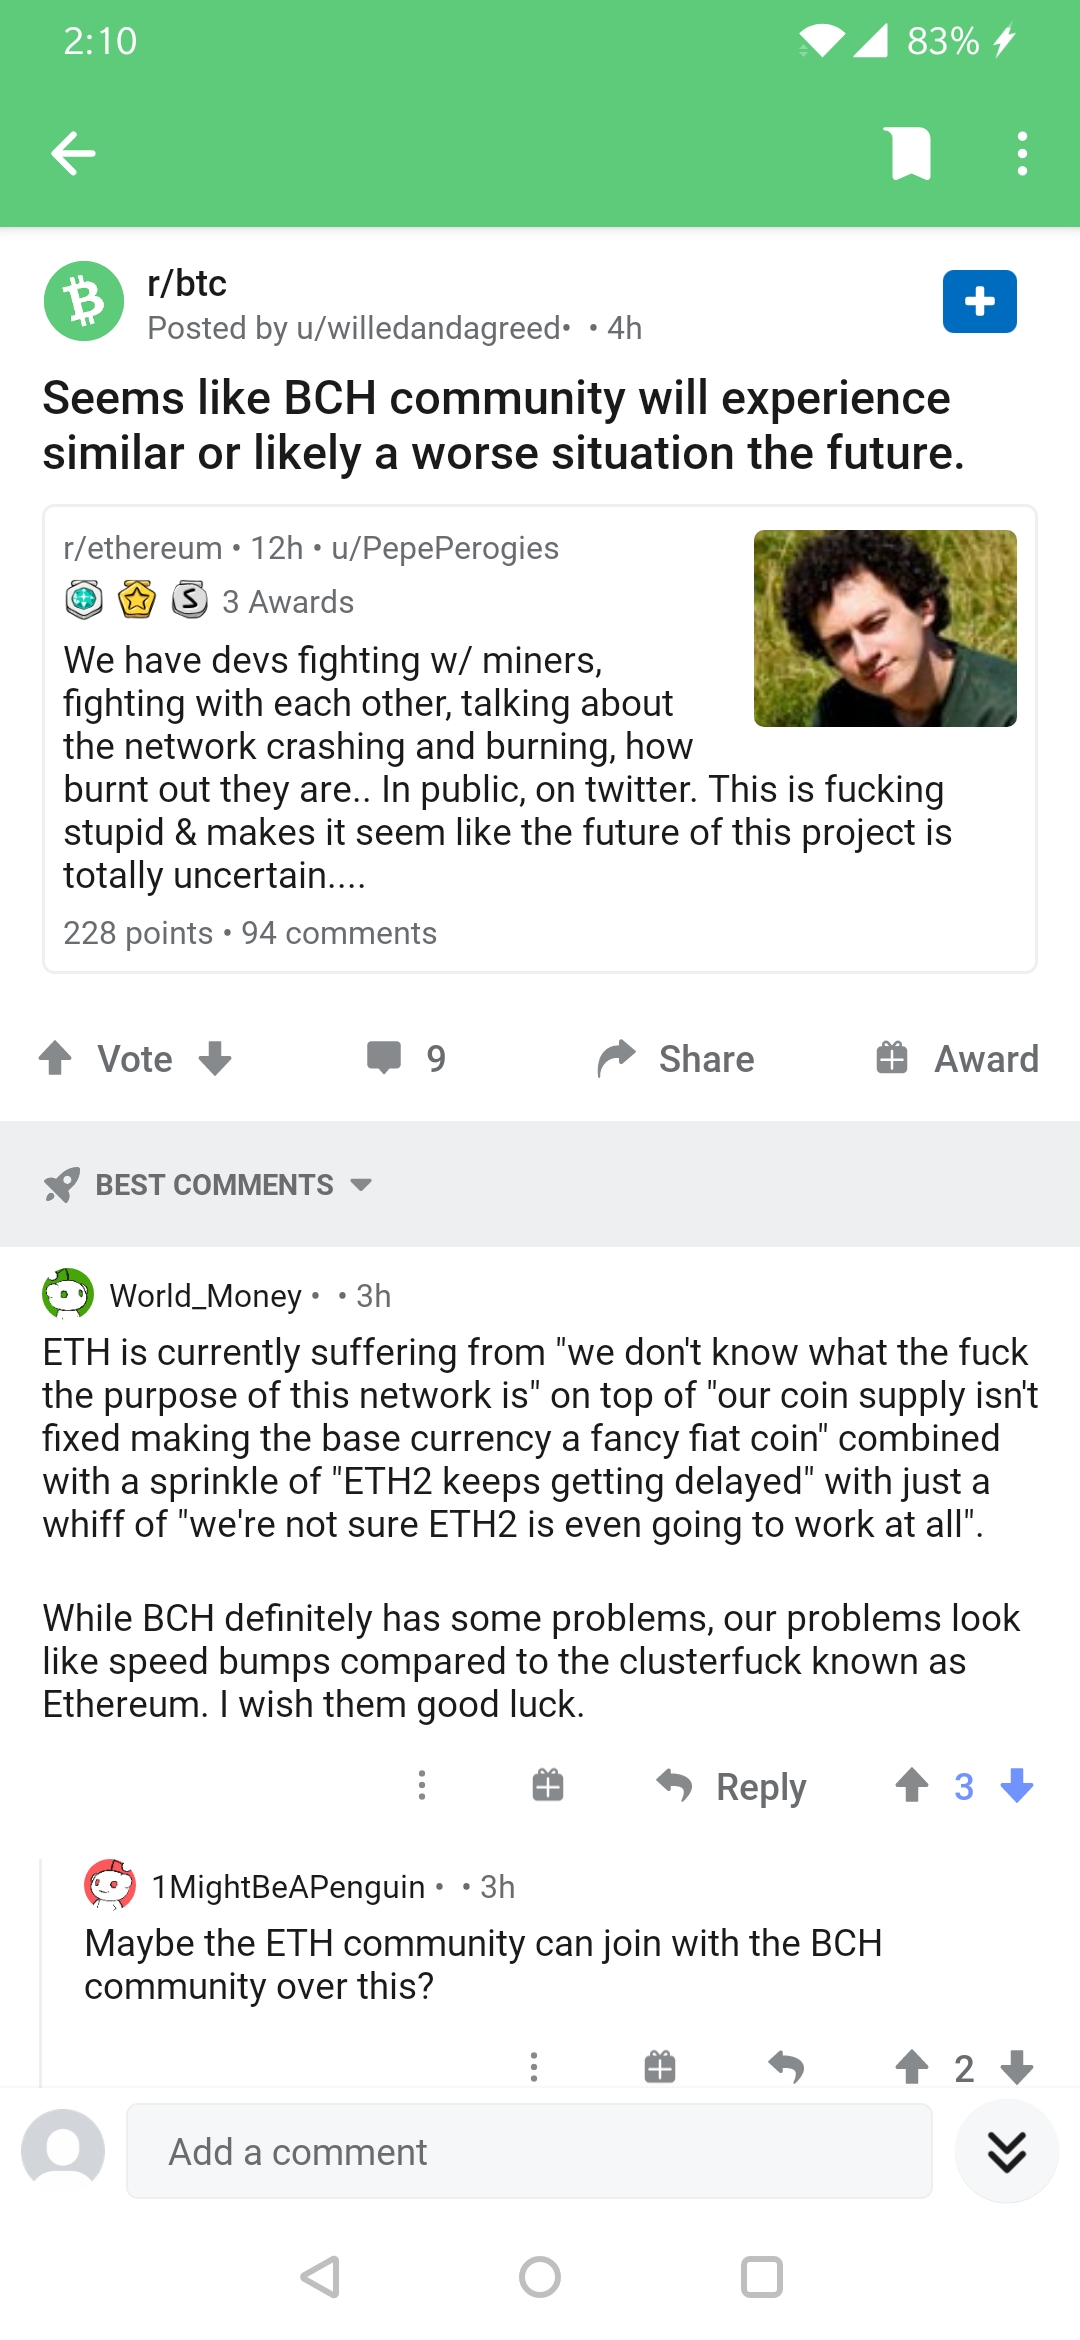 2:10
83%
r/btc
Posted by u/willedandagreed• • 4h
Seems like BCH community will experience
similar or likely a worse situation the future.
r/ethereum • 12h • u/PepePerogies
3 Awards
We have devs fighting w/ miners,
fighting with each other, talking about
the network crashing and burning, how
burnt out they are.. In public, on twitter. This is fucking
stupid & makes it seem like the future of this project is
totally uncertain....
228 points • 94 comments
Vote
9
Share
Award
BEST COMMENTS
World_Money • • 3h
ETH is currently suffering from "we don't know what the fuck
the purpose of this network is" on top of "our coin supply isn't
fixed making the base currency a fancy fiat coin" combined
with a sprinkle of "ETH2 keeps getting delayed" with just a
whiff of "we're not sure ETH2 is even going to work at all".
While BCH definitely has some problems, our problems look
like speed bumps compared to the clusterfuck known as
Ethereum. I wish them good luck.
Reply
3
1MightBeAPenguin • • 3h
Maybe the ETH community can join with the BCH
community over this?
2
Add a comment